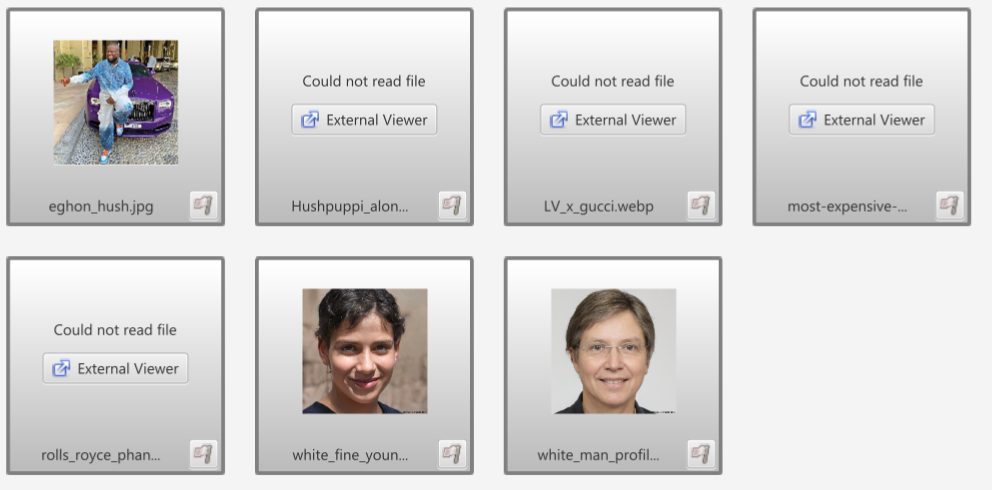 eghon_hush.jpg
Could not read file
External Viewer
Hushpuppi_alon...
Could not read file
External Viewer
LV_x_gucci.webp
Could not read file
External Viewer
most-expensive-...
Could not read file
External Viewer
rolls_royce_phan...
white_fine_youn...
white_man_profil...